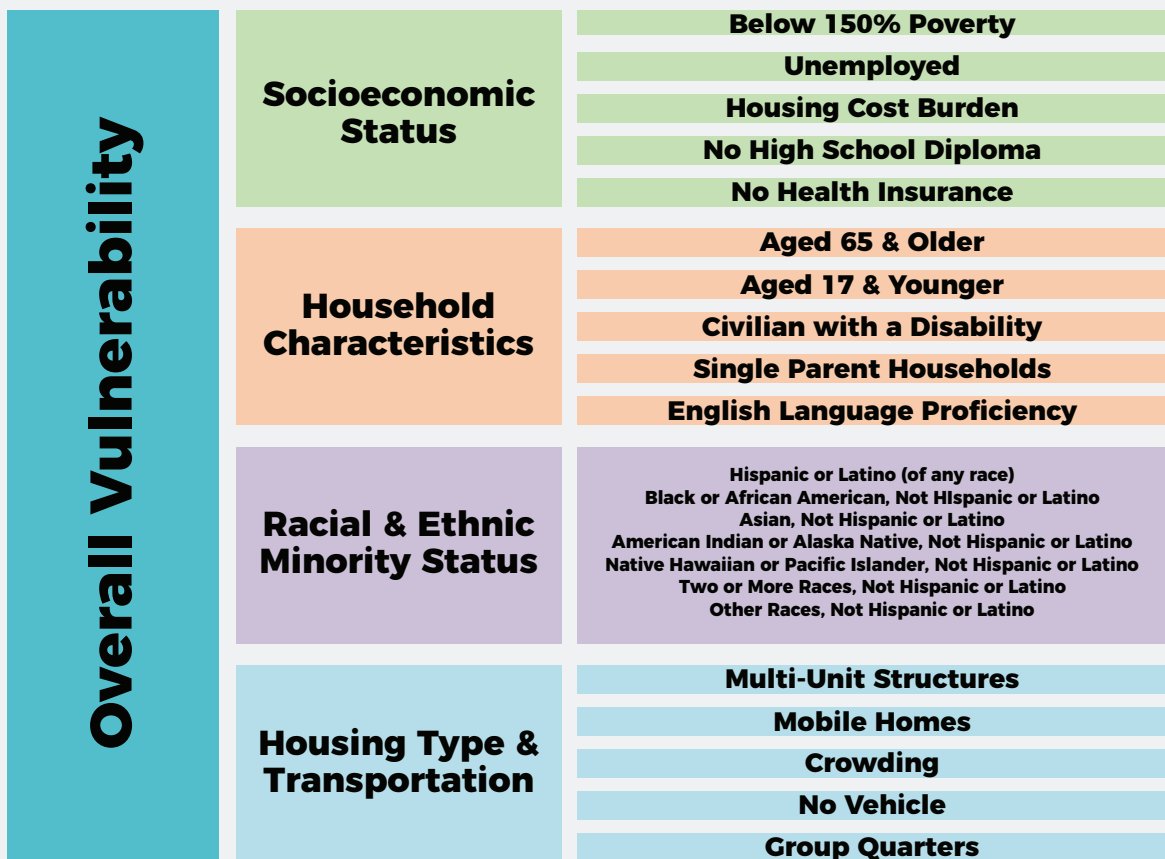 Overall Vulnerability
Socioeconomic
Status
Below 150% Poverty
Unemployed
Housing Cost Burden
No High School Diploma
No Health Insurance
Household
Characteristics
Aged 65 & Older
Aged 17 & Younger
Civilian with a Disability
Single Parent Households
English Language Proficiency
Racial & Ethnic
Minority Status
Hispanic or Latino (of any race)
Black or African American, Not HIspanic or Latino
Asian, Not Hispanic or Latino
American Indian or Alaska Native, Not Hispanic or Latino
Native Hawaiian or Pacific Islander, Not Hispanic or Latino
Two or More Races, Not Hispanic or Latino
Other Races, Not Hispanic or Latino
Housing Type &
Transportation
Multi-Unit Structures
Mobile Homes
Crowding
No Vehicle
Group Quarters